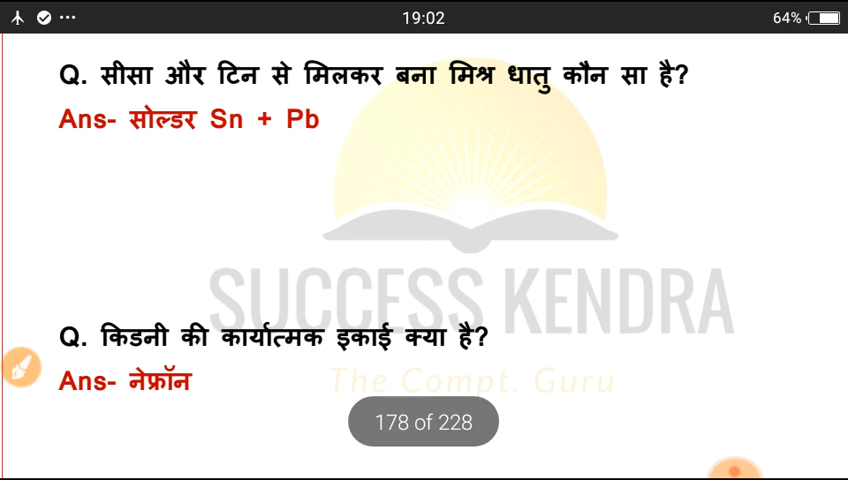 19:02
64%
Q. सीसा और टिन से मिलकर बना मिश्र धातु कौन सा है?
Ans- सोल्डर Sn + Pb
SUCCESS KENDRA
Q. किडनी की कार्यात्मक इकाई क्या है?
Ans- नेफ्रॉन
The Compt. Guru
178 of 228